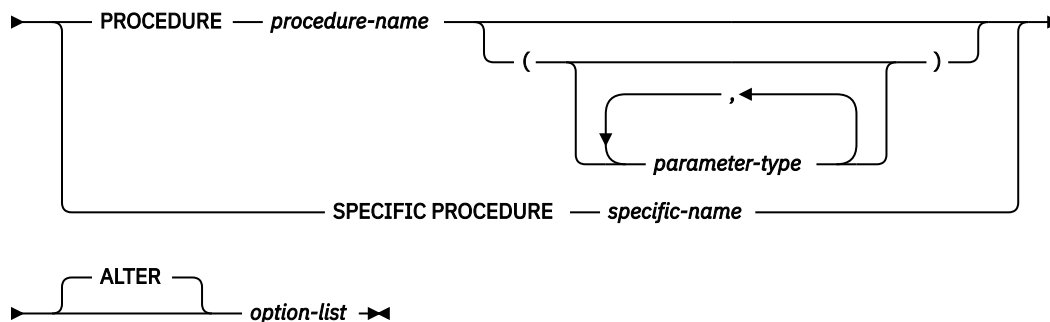 PROCEDURE procedure-name
( )
,
parameter-type
SPECIFIC PROCEDURE specific-name
ALTER
option-list